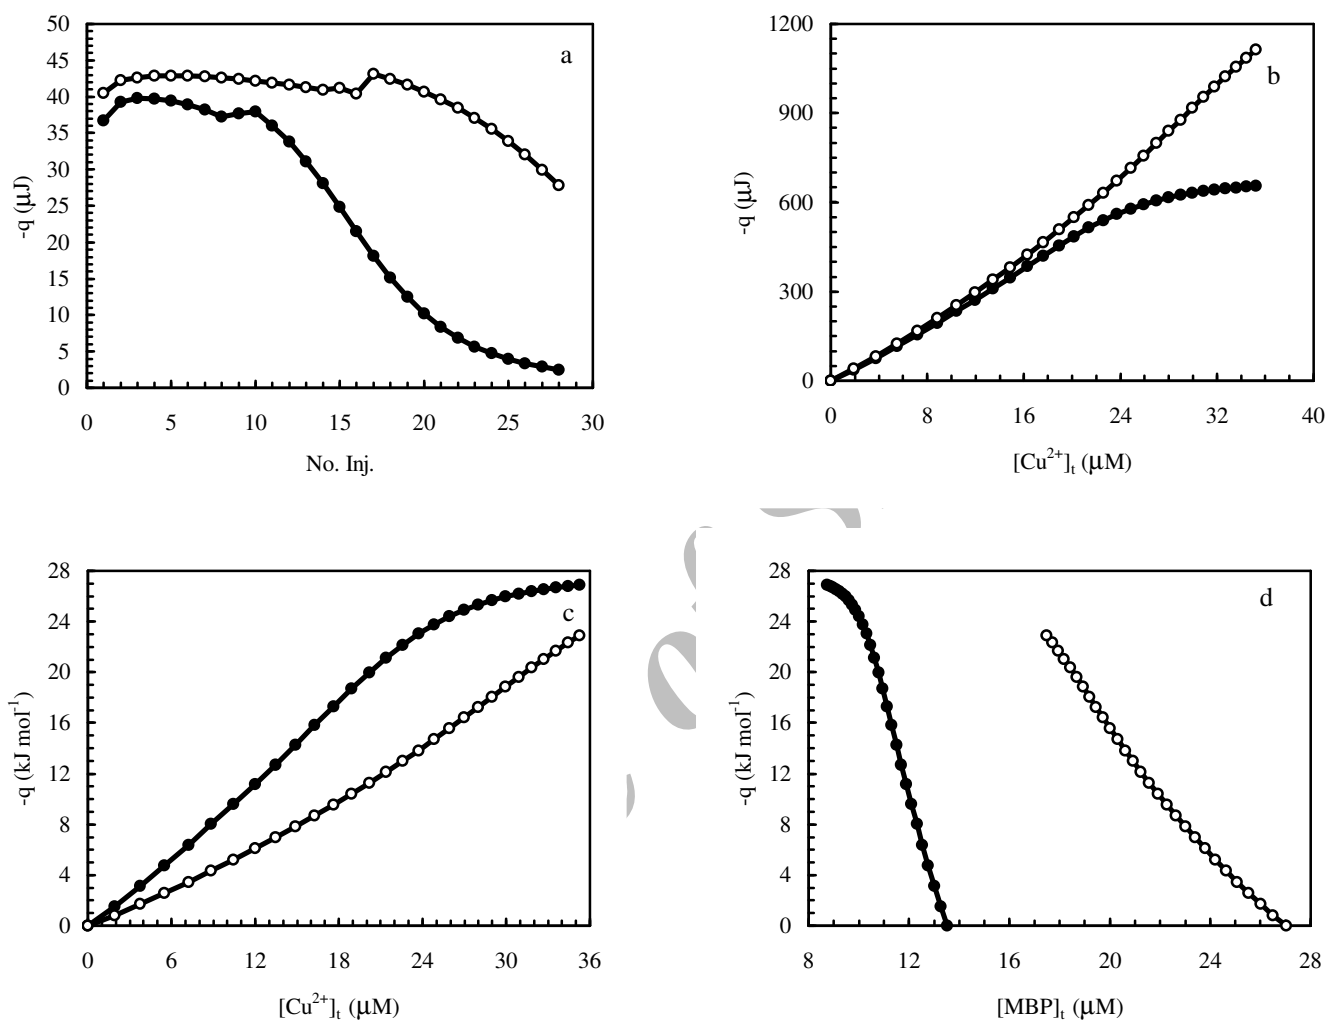 50
45
40
35
30
25
20
15
10
5
0
-q (µJ)
a
0 5 10 15 20 25 30
No. Inj.
1200
900
600
300
0
-q (µJ)
b
0 8 16 24 32 40
[Cu²⁺]ₜ (µM)
28
24
20
16
12
8
4
0
-q (kJ mol⁻¹)
c
0 6 12 18 24 30 36
[Cu²⁺]ₜ (µM)
28
24
20
16
12
8
4
0
-q (kJ mol⁻¹)
d
8 12 16 20 24 28
[MBP]ₜ (µM)